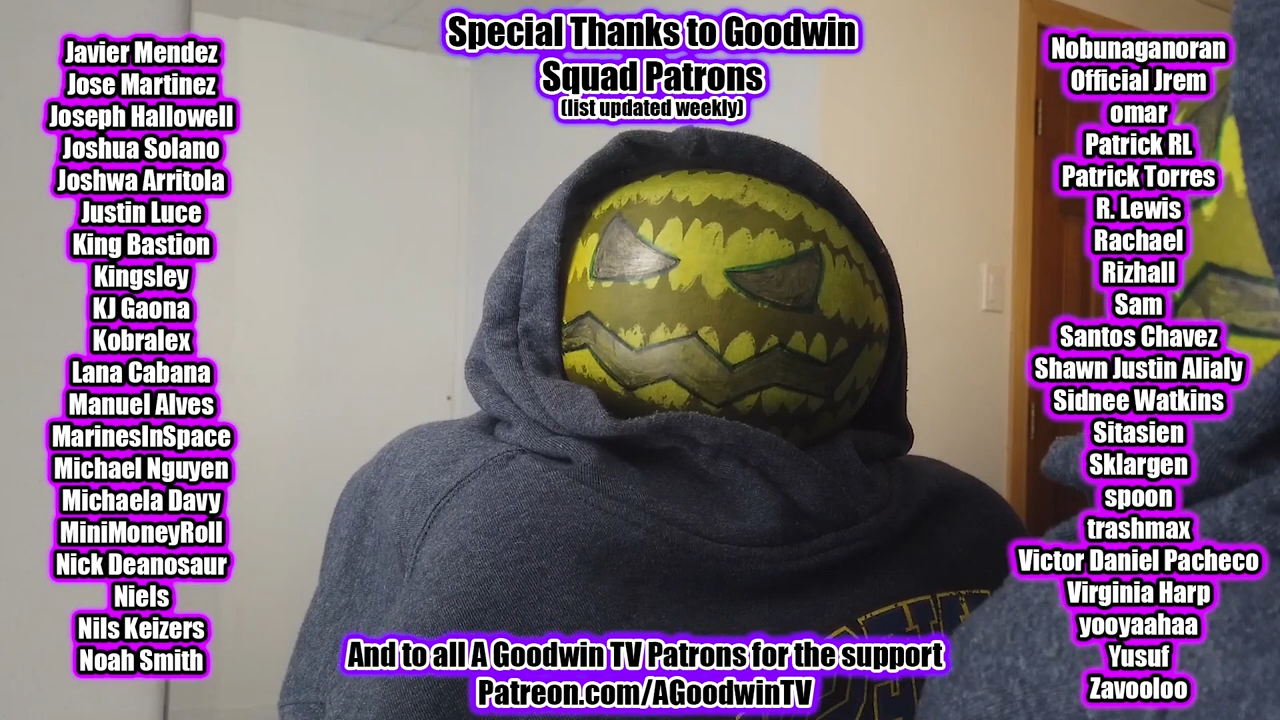 Special Thanks to Goodwin
Squad Patrons
(list updated weekly)
Javier Mendez
Jose Martinez
Joseph Hallowell
Joshua Solano
Joshwa Arritola
Justin Luce
King Bastion
Kingsley
KJ Gaona
Kobralex
Lana Cabana
Manuel Alves
MarinesInSpace
Michael Nguyen
Michaela Davy
MiniMoneyRoll
Nick Deanosaur
Niels
Nils Keizers
Noah Smith
Nobunaganoran
Official Jrem
omar
Patrick RL
Patrick Torres
R. Lewis
Rachael
Rizhall
Sam
Santos Chavez
Shawn Justin Alialy
Sidnee Watkins
Sitasien
Sklargen
spoon
trashmax
Victor Daniel Pacheco
Virginia Harp
yooyaahaa
Yusuf
Zavooloo
And to all A Goodwin TV Patrons for the support
Patreon.com/AGoodwinTV